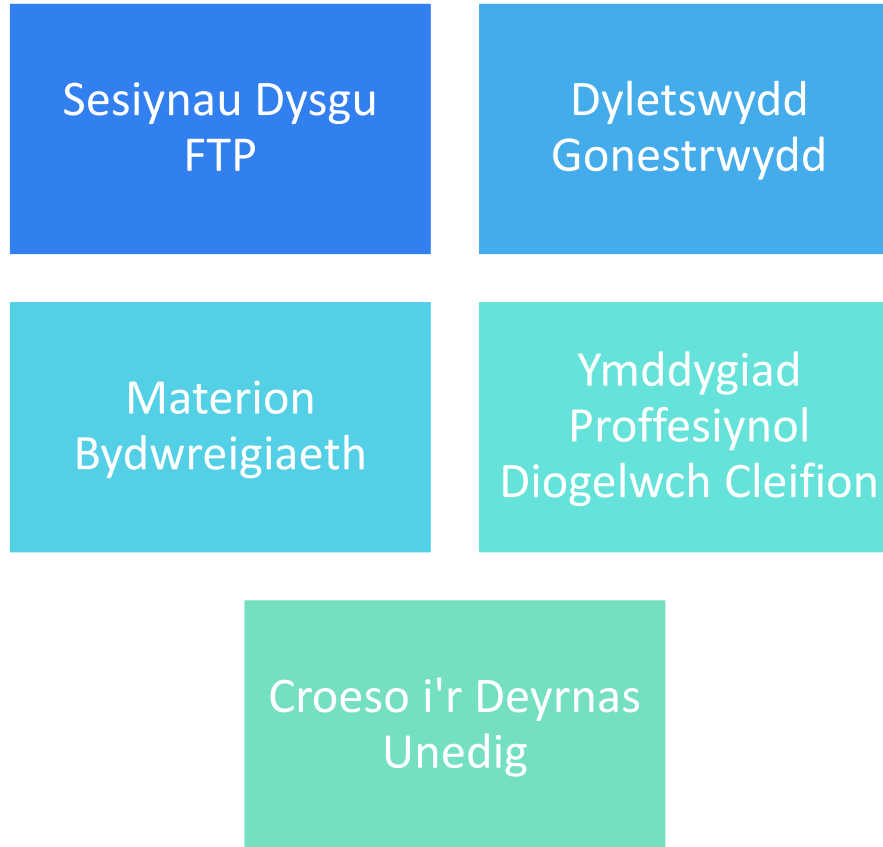 Sesiynau Dysgu
FTP
Dyletswydd
Gonestrwydd
Materion
Bydwreigiaeth
Ymddygiad
Proffesiynol
Diogelwch Cleifion
Croeso i'r Deyrnas
Unedig